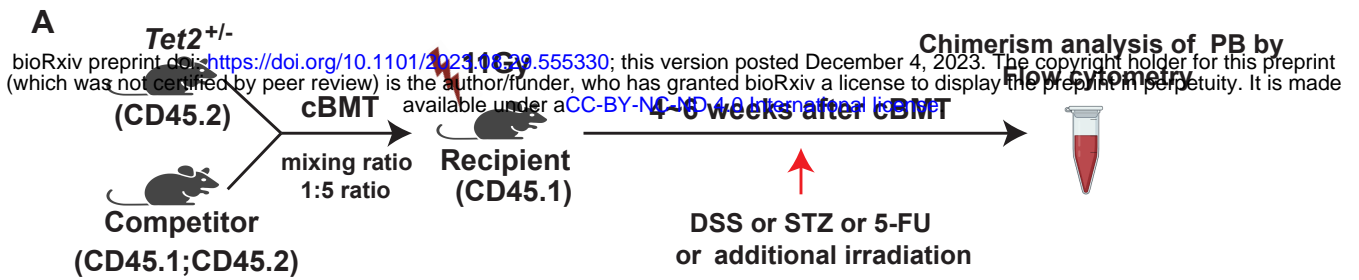 A
Tet2+/-
bioRxiv preprint doi: https://doi.org/10.1101/2023.08.29.555330; this version posted December 4, 2023. The copyright holder for this preprint
(which was not certified by peer review) is the author/funder, who has granted bioRxiv a license to display the preprint in perpetuity. It is made
available under a CC-BY-NC-ND 4.0 International license.
11Gy
Chimerism analysis of PB by
Flow cytometry
(CD45.2)
cBMT
4~6 weeks after cBMT
mixing ratio
1:5 ratio
Recipient
(CD45.1)
Competitor
(CD45.1;CD45.2)
DSS or STZ or 5-FU
or additional irradiation